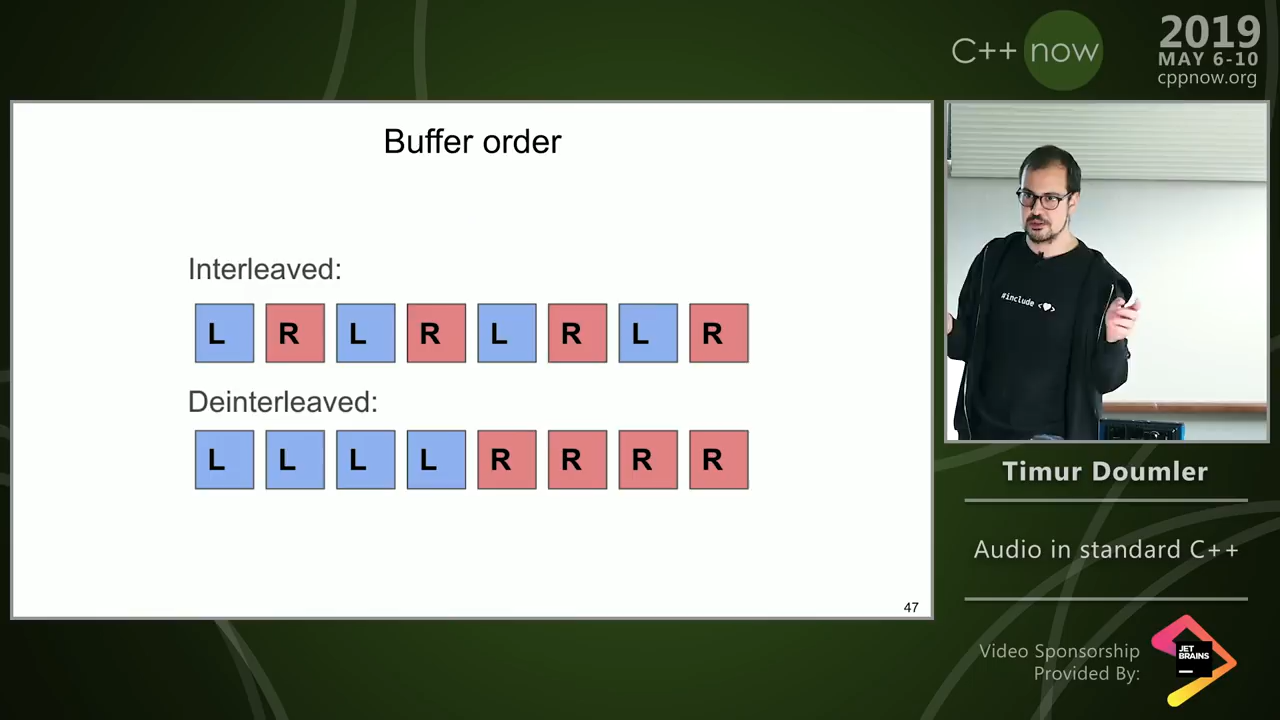 C++ now
2019
MAY 6-10
cppnow.org
Buffer order
Interleaved:
L R L R L R L R
Deinterleaved:
L L L L R R R R
47
#include <♥>
Timur Doumler
Audio in standard C++
Video Sponsorship
Provided By:
JET
BRAINS